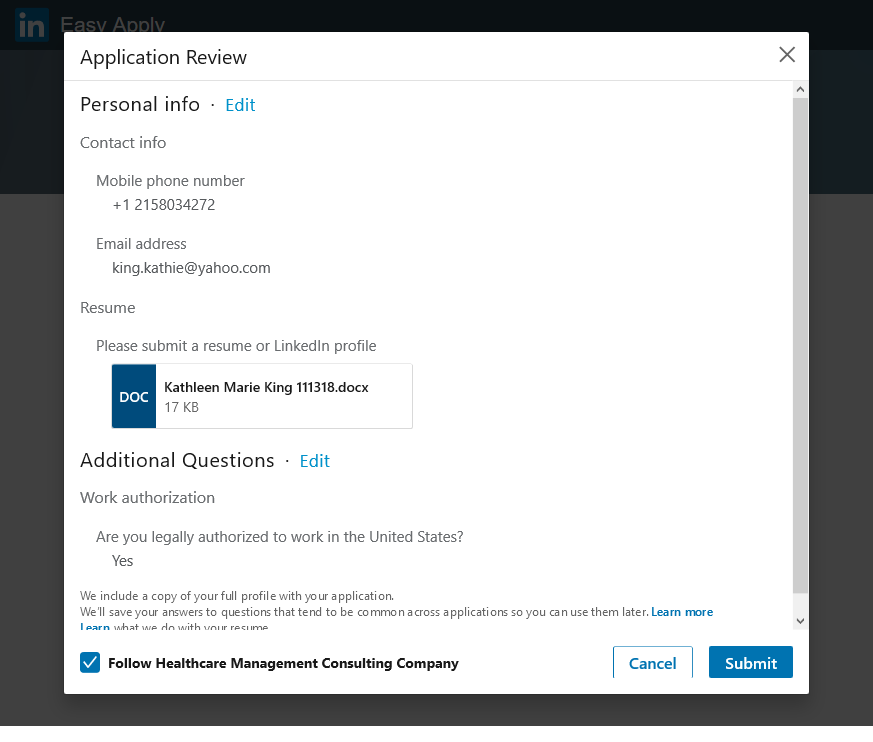 in Easy Apply
Application Review
Personal info · Edit
Contact info
Mobile phone number
+1 2158034272
Email address
king.kathie@yahoo.com
Resume
Please submit a resume or LinkedIn profile
DOC
Kathleen Marie King 111318.docx
17 KB
Additional Questions · Edit
Work authorization
Are you legally authorized to work in the United States?
Yes
We include a copy of your full profile with your application.
We'll save your answers to questions that tend to be common across applications so you can use them later. Learn more
Learn what we do with your resume
Follow Healthcare Management Consulting Company
Cancel
Submit